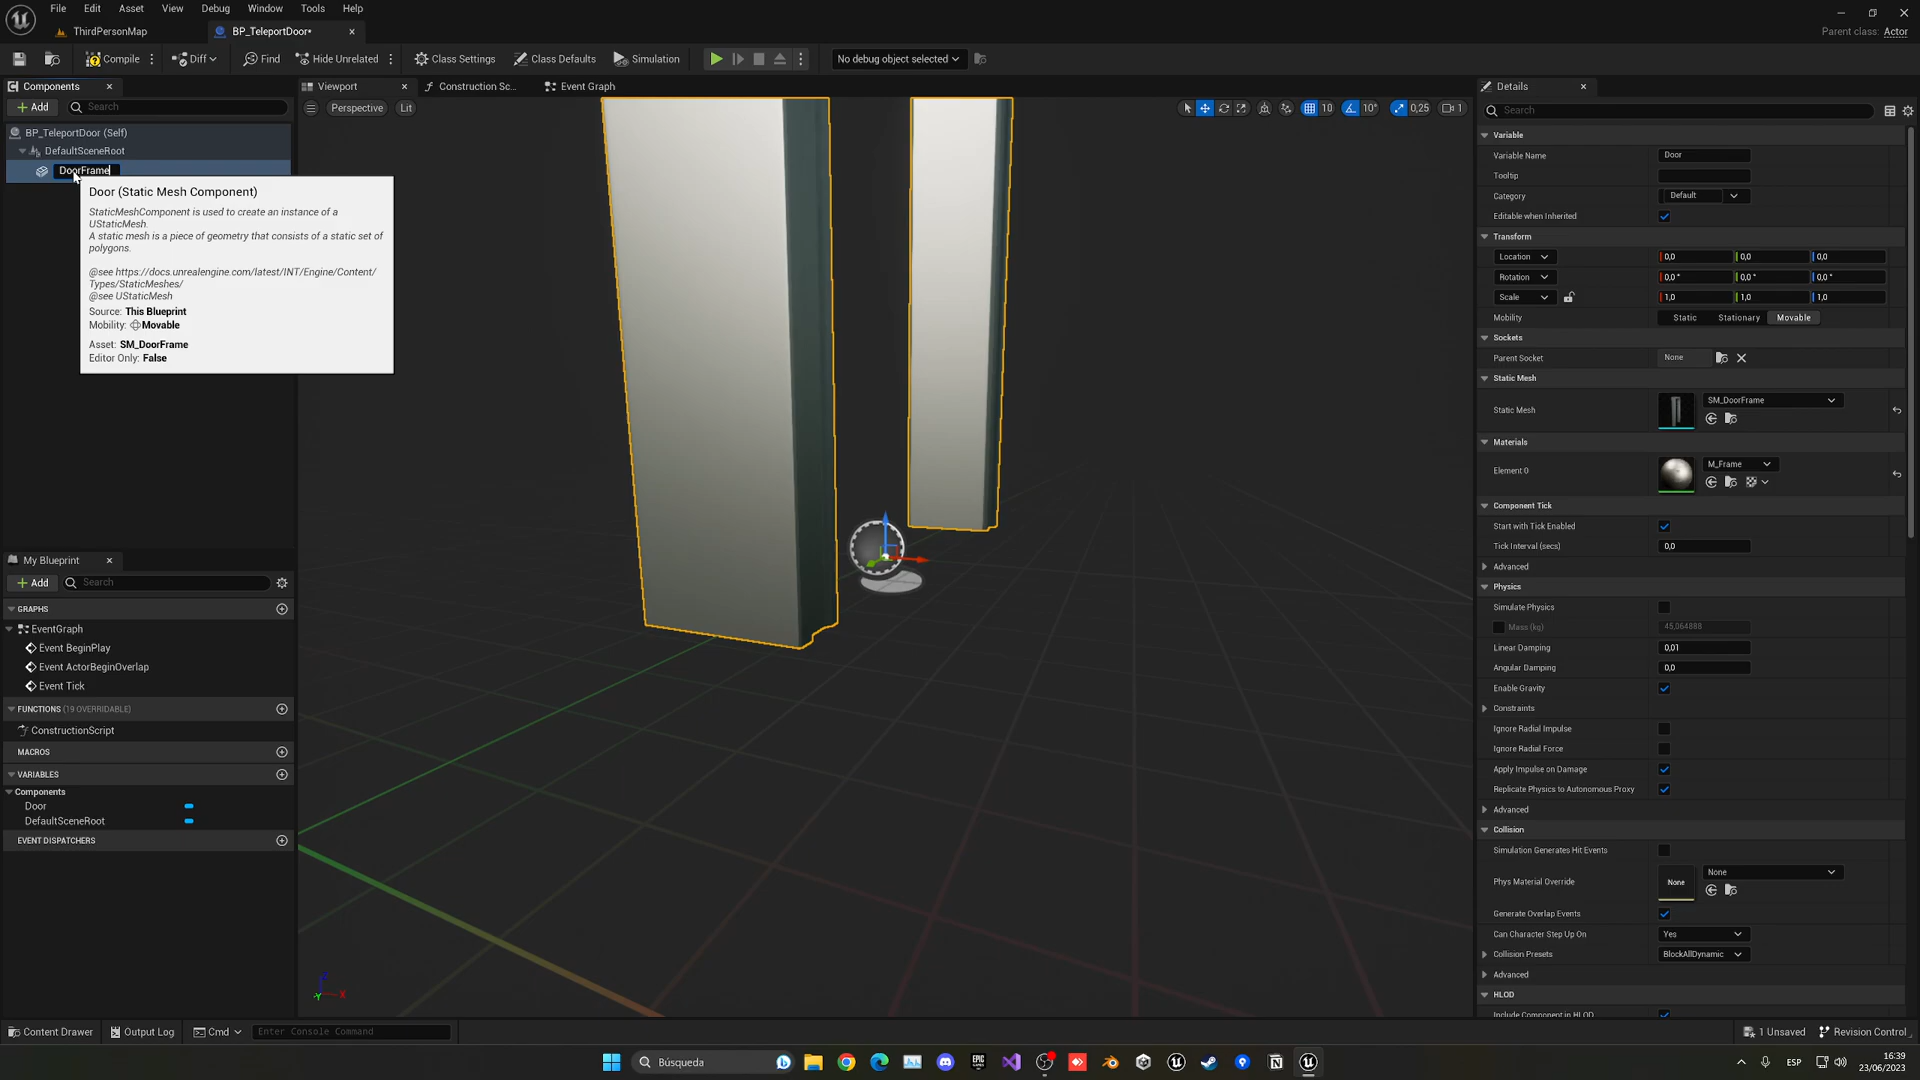 File Edit Asset View Debug Window Tools Help
ThirdPersonMap
BP_TeleportDoor*
Parent class: Actor
Compile
Diff
Find
Hide Unrelated
Class Settings
Class Defaults
Simulation
No debug object selected
Components
Add
Search
BP_TeleportDoor (Self)
DefaultSceneRoot
DoorFrame
Door (Static Mesh Component)
StaticMeshComponent is used to create an instance of a
UStaticMesh.
A static mesh is a piece of geometry that consists of a static set of
polygons.
@see https://docs.unrealengine.com/latest/INT/Engine/Content/
Types/StaticMeshes/
@see UStaticMesh
Source: This Blueprint
Mobility: Movable
Asset: SM_DoorFrame
Editor Only: False
My Blueprint
Add
Search
GRAPHS
EventGraph
Event BeginPlay
Event ActorBeginOverlap
Event Tick
FUNCTIONS (19 OVERRIDABLE)
ConstructionScript
MACROS
VARIABLES
Components
Door
DefaultSceneRoot
EVENT DISPATCHERS
Viewport
Construction Sc...
Event Graph
Perspective
Lit
10
10°
0,25
1
Z
Y
X
Details
Search
Variable
Variable Name Door
Tooltip
Category Default
Editable when Inherited
Transform
Location 0,0 0,0 0,0
Rotation 0,0 ° 0,0 ° 0,0 °
Scale 1,0 1,0 1,0
Mobility Static Stationary Movable
Sockets
Parent Socket None
Static Mesh
Static Mesh SM_DoorFrame
Materials
Element 0 M_Frame
Component Tick
Start with Tick Enabled
Tick Interval (secs) 0,0
Advanced
Physics
Simulate Physics
Mass (kg) 45,064888
Linear Damping 0,01
Angular Damping 0,0
Enable Gravity
Constraints
Ignore Radial Impulse
Ignore Radial Force
Apply Impulse on Damage
Replicate Physics to Autonomous Proxy
Advanced
Collision
Simulation Generates Hit Events
Phys Material Override None None
Generate Overlap Events
Can Character Step Up On Yes
Collision Presets BlockAllDynamic
Advanced
HLOD
Include Component in HLOD
Content Drawer
Output Log
Cmd
Enter Console Command
1 Unsaved
Revision Control
Búsqueda
EPIC
GAMES
ESP
16:39
23/06/2023